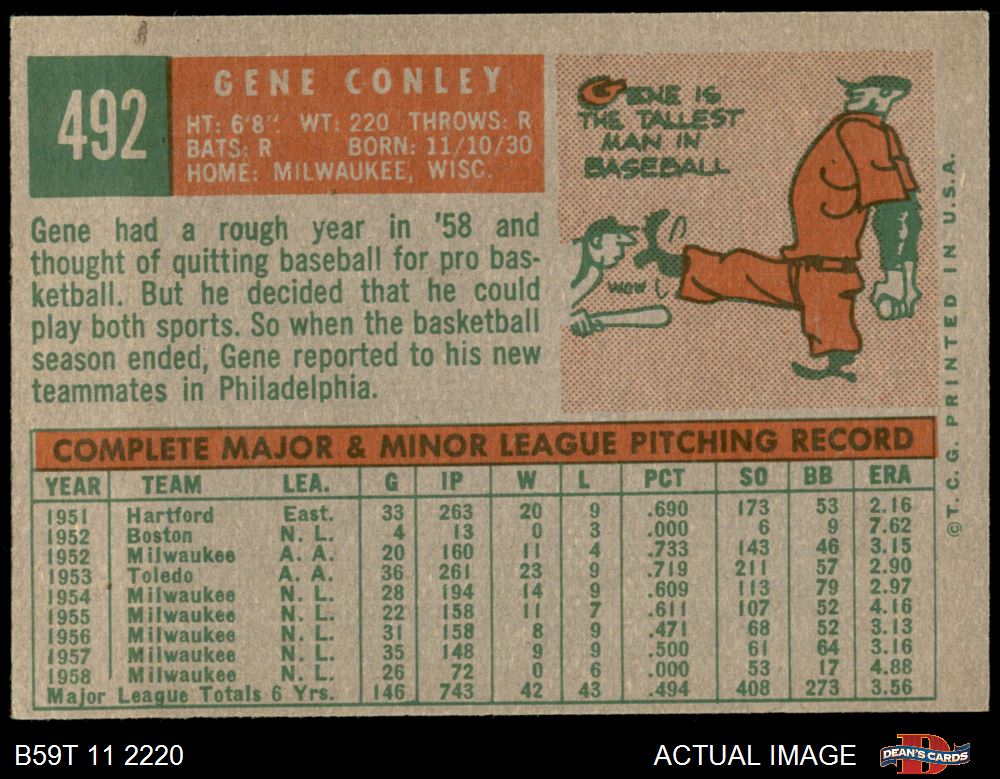 492
GENE CONLEY
HT: 6'8". WT: 220 THROWS: R
BATS: R BORN: 11/10/30
HOME: MILWAUKEE, WISC.
GENE IS
THE TALLEST
MAN IN
BASEBALL
WOW!
Gene had a rough year in '58 and
thought of quitting baseball for pro bas-
ketball. But he decided that he could
play both sports. So when the basketball
season ended, Gene reported to his new
teammates in Philadelphia.
©T.C.G. PRINTED IN U.S.A.
COMPLETE MAJOR & MINOR LEAGUE PITCHING RECORD
YEAR TEAM LEA. G IP W L PCT SO BB ERA
1951 Hartford East. 33 263 20 9 .690 173 53 2.16
1952 Boston N. L. 4 13 0 3 .000 6 9 7.62
1952 Milwaukee A. A. 20 160 11 4 .733 143 46 3.15
1953 Toledo A. A. 36 261 23 9 .719 211 57 2.90
1954 Milwaukee N. L. 28 194 14 9 .609 113 79 2.97
1955 Milwaukee N. L. 22 158 11 7 .611 107 52 4.16
1956 Milwaukee N. L. 31 158 8 9 .471 68 52 3.13
1957 Milwaukee N. L. 35 148 9 9 .500 61 64 3.16
1958 Milwaukee N. L. 26 72 0 6 .000 53 17 4.88
Major League Totals 6 Yrs. 146 743 42 43 .494 408 273 3.56
B59T 11 2220
ACTUAL IMAGE
DEAN'S CARDS